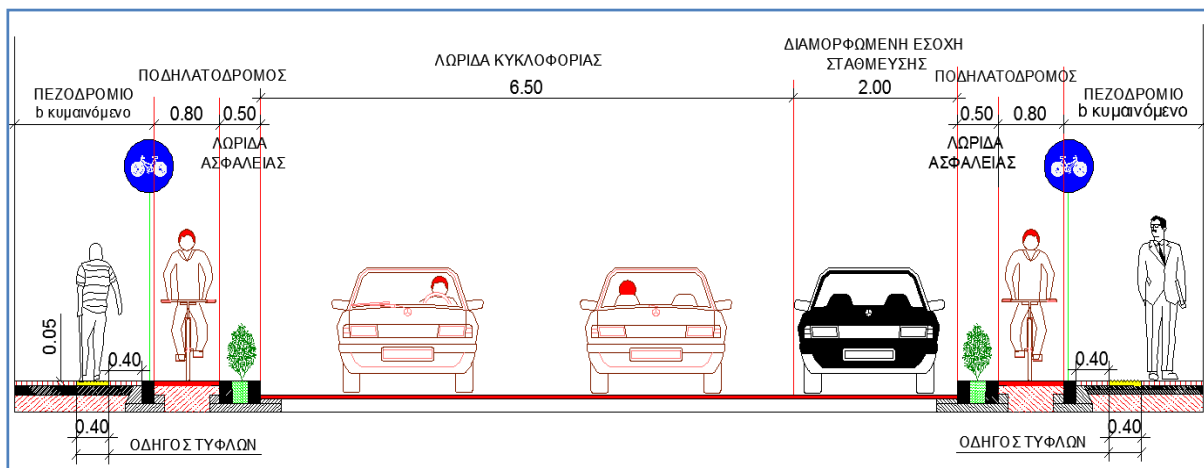 ΛΩΡΙΔΑ ΚΥΚΛΟΦΟΡΙΑΣ
6.50
ΔΙΑΜΟΡΦΩΜΕΝΗ ΕΣΟΧΗ
ΣΤΑΘΜΕΥΣΗΣ
2.00
ΠΟΔΗΛΑΤΟΔΡΟΜΟΣ
ΠΟΔΗΛΑΤΟΔΡΟΜΟΣ
ΠΕΖΟΔΡΟΜΙΟ
b κυμαινόμενο
0.80
0.50
0.50
0.80
ΠΕΖΟΔΡΟΜΙΟ
b κυμαινόμενο
ΛΩΡΙΔΑ
ΑΣΦΑΛΕΙΑΣ
ΛΩΡΙΔΑ
ΑΣΦΑΛΕΙΑΣ
0.05
0.40
0.40
0.40
ΟΔΗΓΟΣ ΤΥΦΛΩΝ
ΟΔΗΓΟΣ ΤΥΦΛΩΝ
0.40